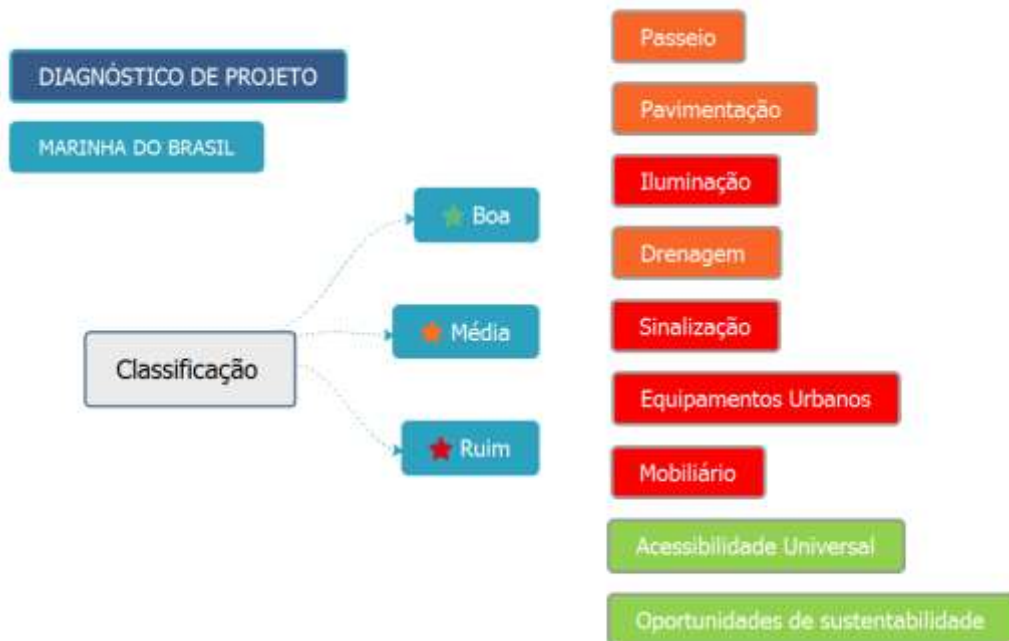 DIAGNÓSTICO DE PROJETO
MARINHA DO BRASIL
Classificação
Boa
Média
Ruim
Passeio
Pavimentação
Iluminação
Drenagem
Sinalização
Equipamentos Urbanos
Mobiliário
Acessibilidade Universal
Oportunidades de sustentabilidade